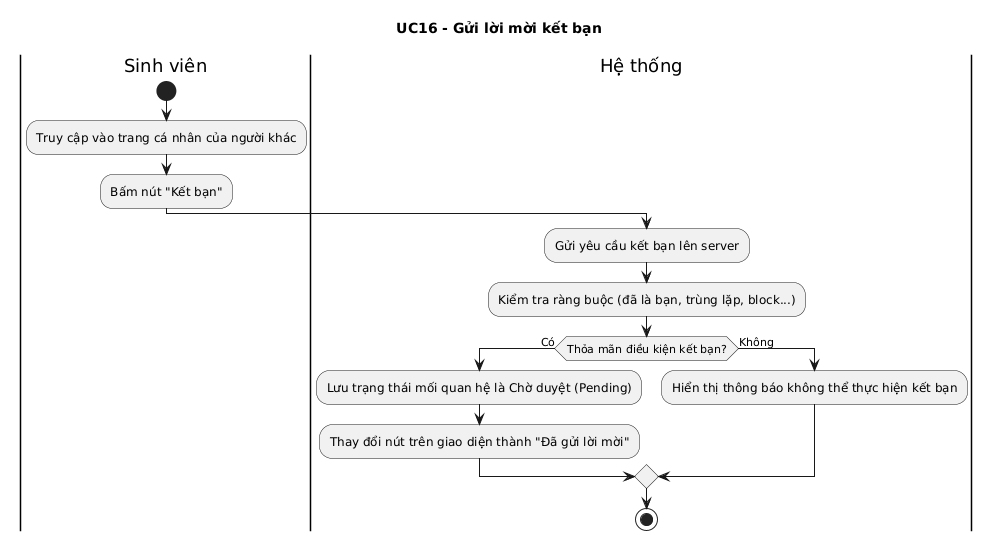 UC16 - Gửi lời mời kết bạn
Sinh viên
Hệ thống
Truy cập vào trang cá nhân của người khác
Bấm nút "Kết bạn"
Gửi yêu cầu kết bạn lên server
Kiểm tra ràng buộc (đã là bạn, trùng lặp, block...)
Có
Thỏa mãn điều kiện kết bạn?
Không
Lưu trạng thái mối quan hệ là Chờ duyệt (Pending)
Hiển thị thông báo không thể thực hiện kết bạn
Thay đổi nút trên giao diện thành "Đã gửi lời mời"